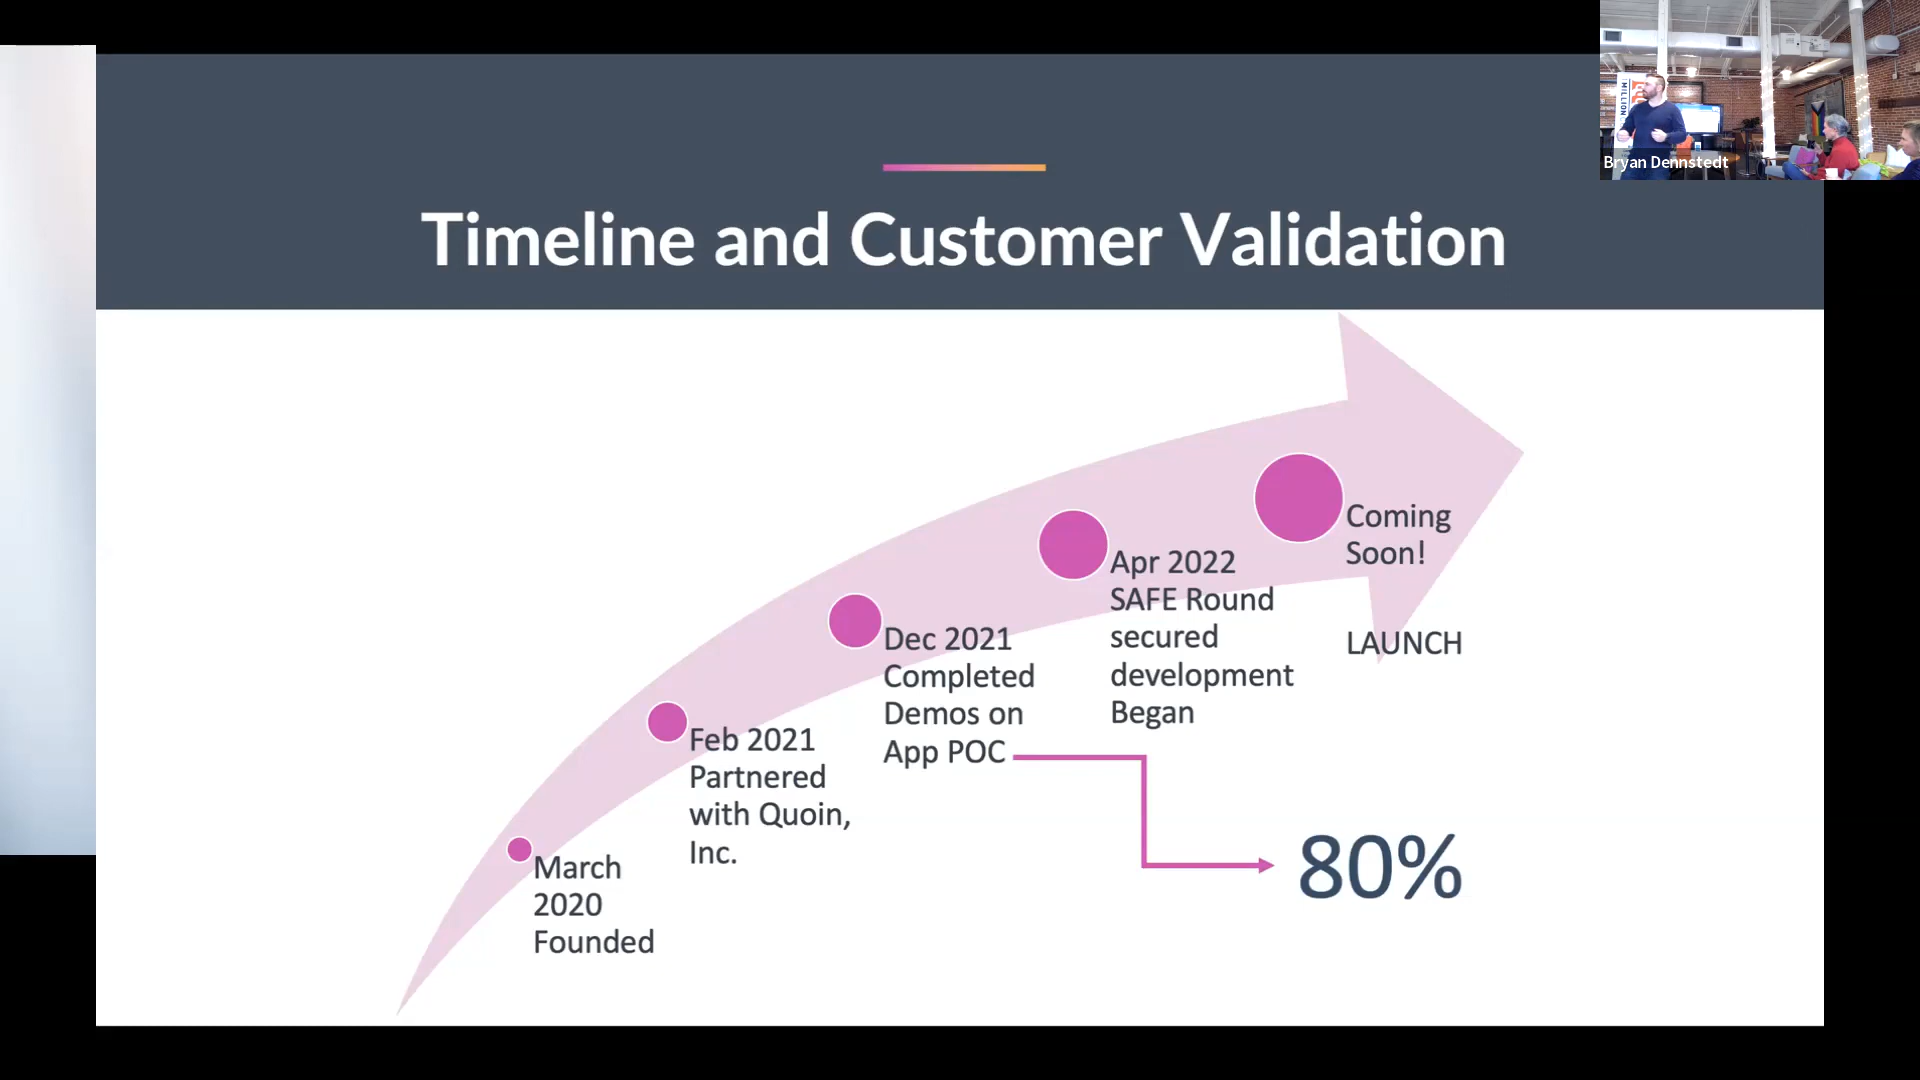 Timeline and Customer Validation
March
2020
Founded
Feb 2021
Partnered
with Quoin,
Inc.
Dec 2021
Completed
Demos on
App POC
Apr 2022
SAFE Round
secured
development
Began
Coming
Soon!
LAUNCH
80%
MILLION
Bryan Dennstedt